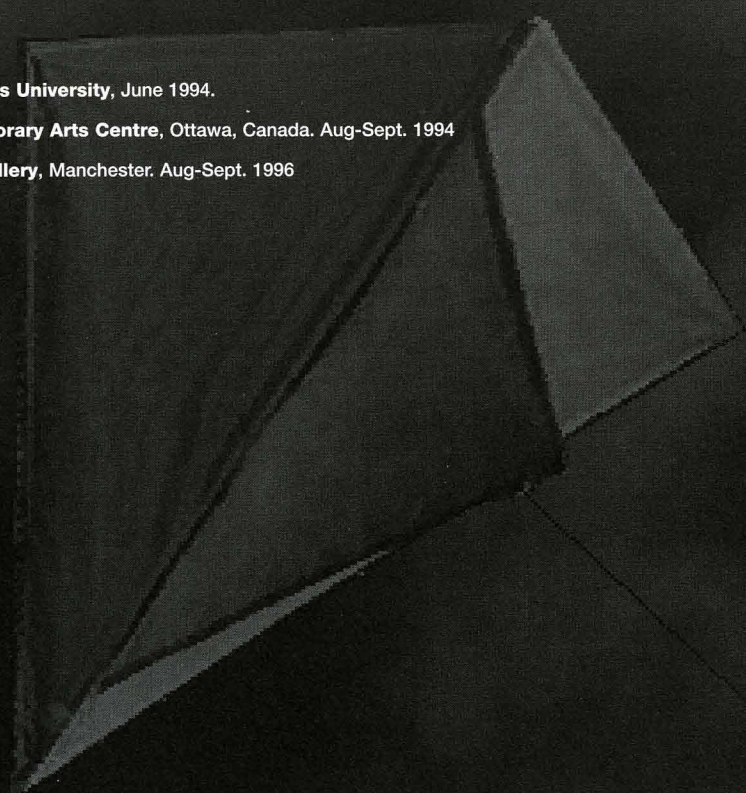 s University, June 1994.
orary Arts Centre, Ottawa, Canada. Aug-Sept. 1994
llery, Manchester. Aug-Sept. 1996